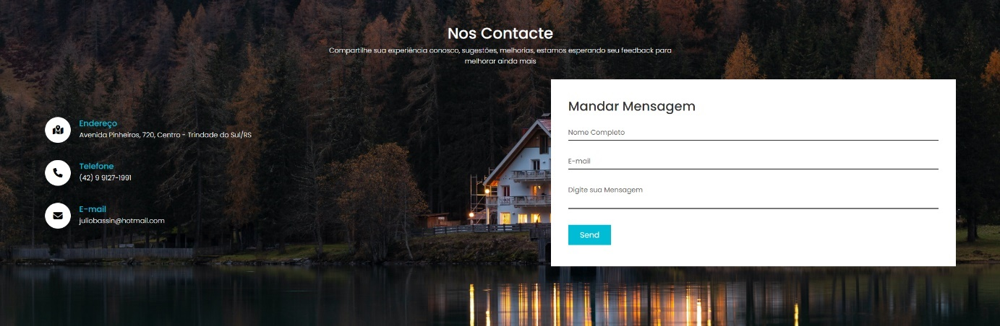 Nos Contacte
Compartilhe sua experiência conosco, sugestões, melhorias, estamos esperando seu feedback para
melhorar ainda mais
Endereço
Avenida Pinheiros, 720, Centro - Trindade do Sul/RS
Telefone
(42) 9 9127-1991
E-mail
juliobassin@hotmail.com
Mandar Mensagem
Nome Completo
E-mail
Digite sua Mensagem
Send